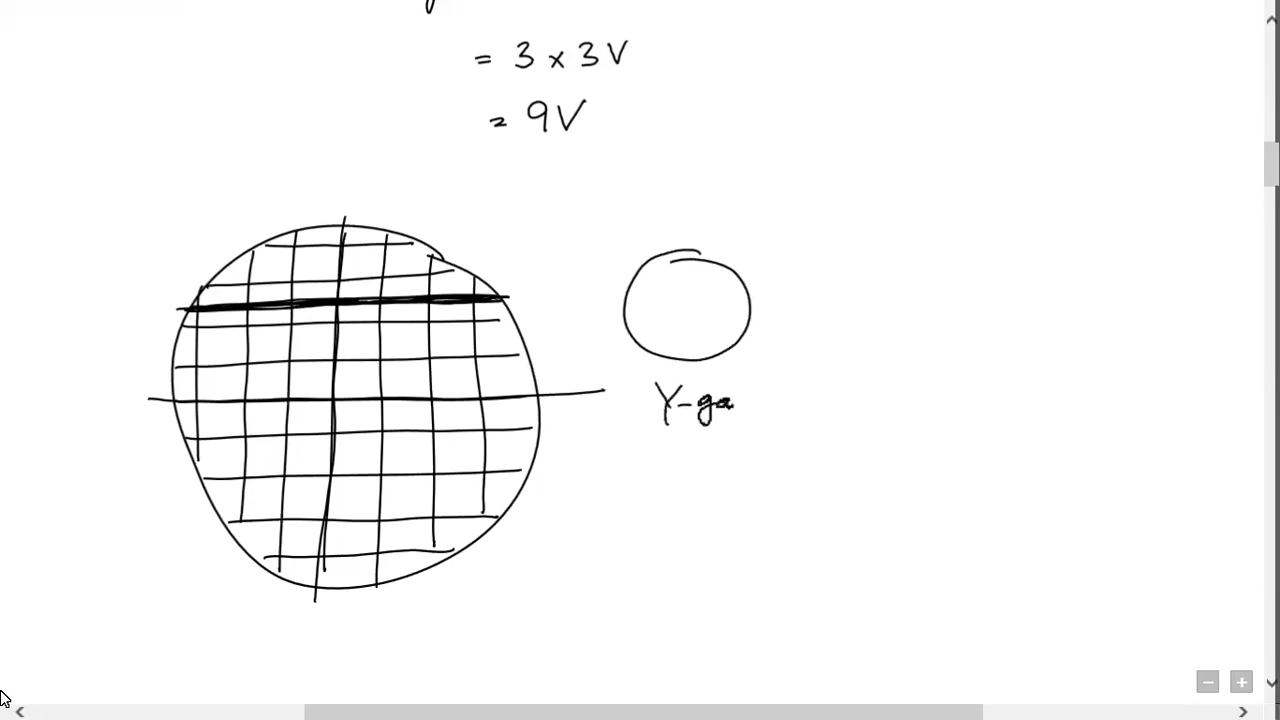 = 3 × 3V
= 9V
Y-ga